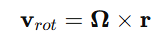 v_rot = Ω × r